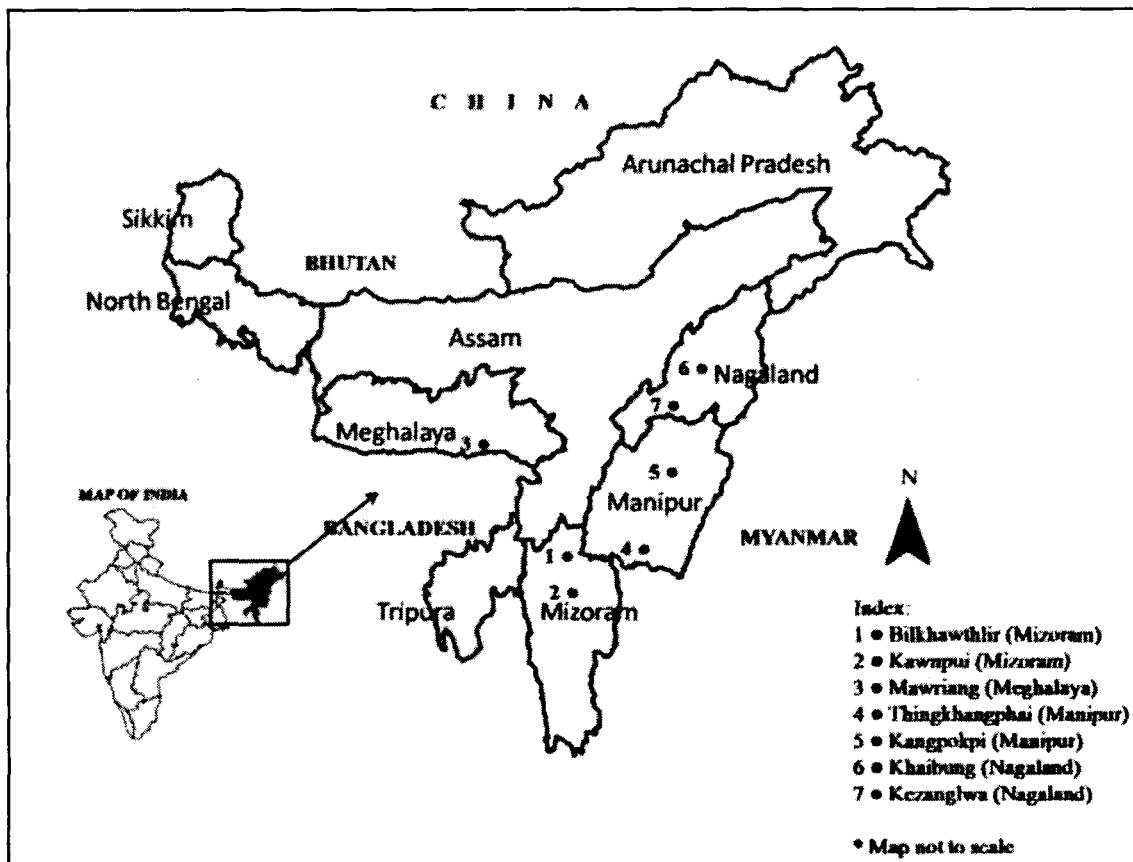 C H I N A
Arunachal Pradesh
Sikkim
BHUTAN
North Bengal
Assam
6 Nagaland
7
Meghalaya 3
5
N
MAP OF INDIA
Manipur
BANGLADESH
MYANMAR
1
4
2
Tripura
Mizoram
Index:
1 • Bilkhawthlir (Mizoram)
2 • Kawnpui (Mizoram)
3 • Mawriang (Meghalaya)
4 • Thingkhangphai (Manipur)
5 • Kangpokpi (Manipur)
6 • Khaibung (Nagaland)
7 • Kezanglwa (Nagaland)
* Map not to scale